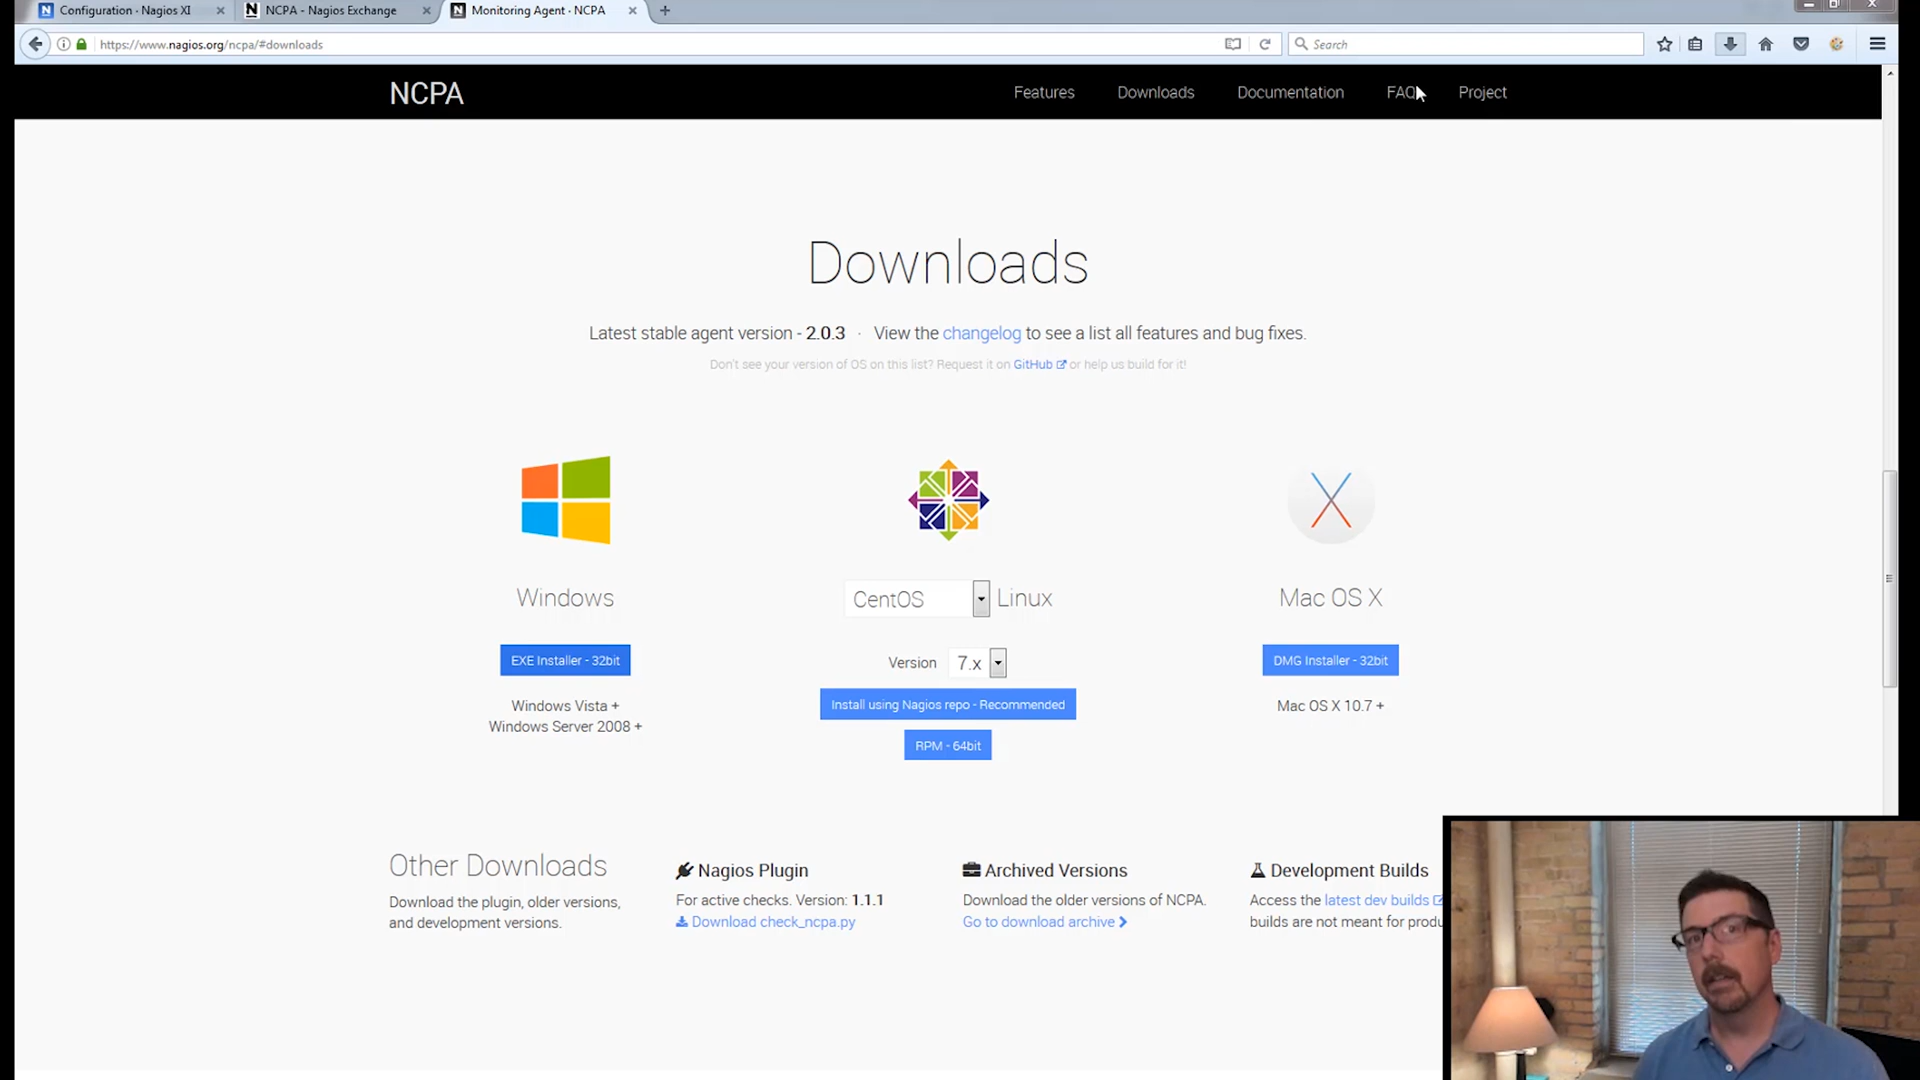 Configuration · Nagios XI
NCPA - Nagios Exchange
Monitoring Agent · NCPA
https://www.nagios.org/ncpa/#downloads
Search
NCPA
Features
Downloads
Documentation
FAQ
Project
Downloads
Latest stable agent version - 2.0.3 · View the changelog to see a list all features and bug fixes.
Don't see your version of OS on this list? Request it on GitHub or help us build for it!
Windows
EXE Installer - 32bit
Windows Vista +
Windows Server 2008 +
CentOS Linux
Version 7.x
Install using Nagios repo - Recommended
RPM - 64bit
Mac OS X
DMG Installer - 32bit
Mac OS X 10.7 +
Other Downloads
Download the plugin, older versions,
and development versions.
Nagios Plugin
For active checks. Version: 1.1.1
Download check_ncpa.py
Archived Versions
Download the older versions of NCPA.
Go to download archive
Development Builds
Access the latest dev builds
builds are not meant for produ